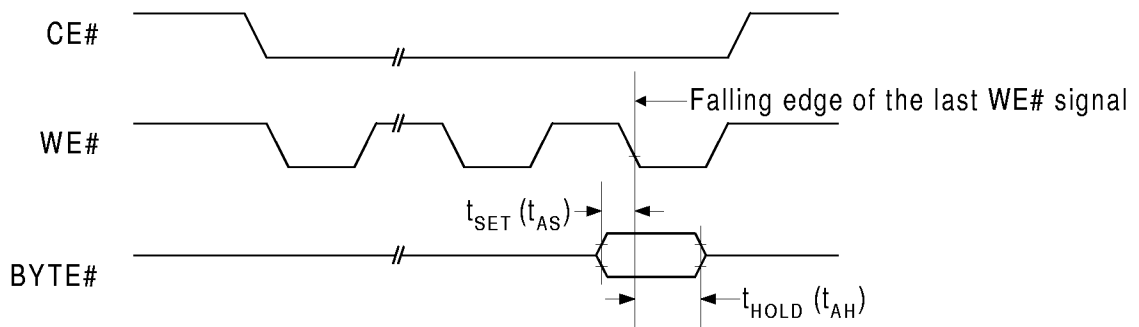 CE#
Falling edge of the last WE# signal
WE#
tSET (tAS)
BYTE#
tHOLD (tAH)